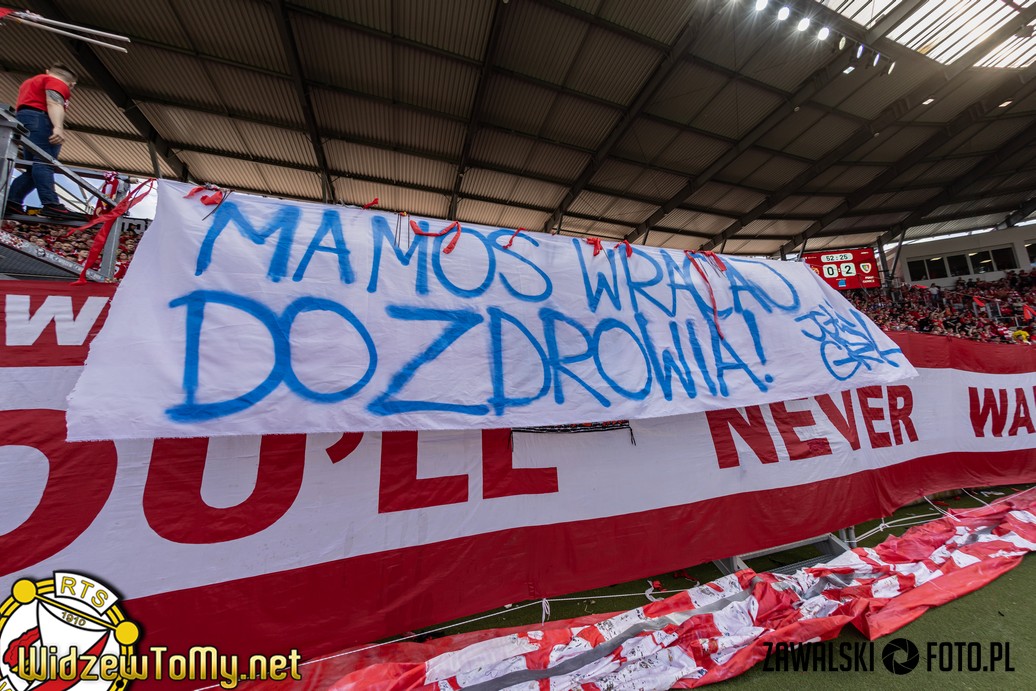 MAMOS WRACAJ
DO ZDROWIA!
52:25
0 2
W
OU'LL NEVER WA
RTS
1910
WidzewToMy.net
ZAWALSKI FOTO.PL